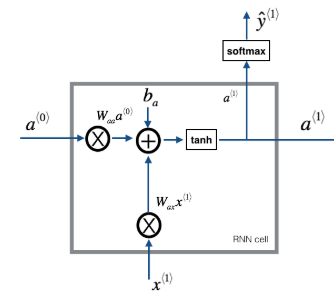 ŷ⟨1⟩
softmax
a⟨0⟩
W_aa a⟨0⟩
b_a
a⟨1⟩
a⟨1⟩
tanh
W_ax x⟨1⟩
RNN cell
x⟨1⟩